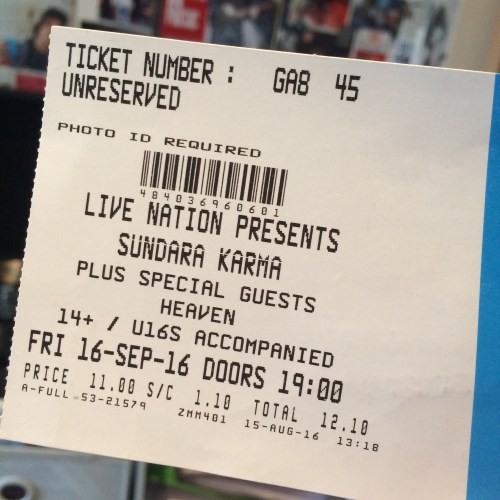 TICKET NUMBER : GA8 45
UNRESERVED
PHOTO ID REQUIRED
484036960601
LIVE NATION PRESENTS
SUNDARA KARMA
PLUS SPECIAL GUESTS
HEAVEN
14+ / U16S ACCOMPANIED
FRI 16-SEP-16 DOORS 19:00
PRICE 11.00 S/C 1.10 TOTAL 12.10
A-FULL 53-21579 2MM401 15-AUG-16 13:18